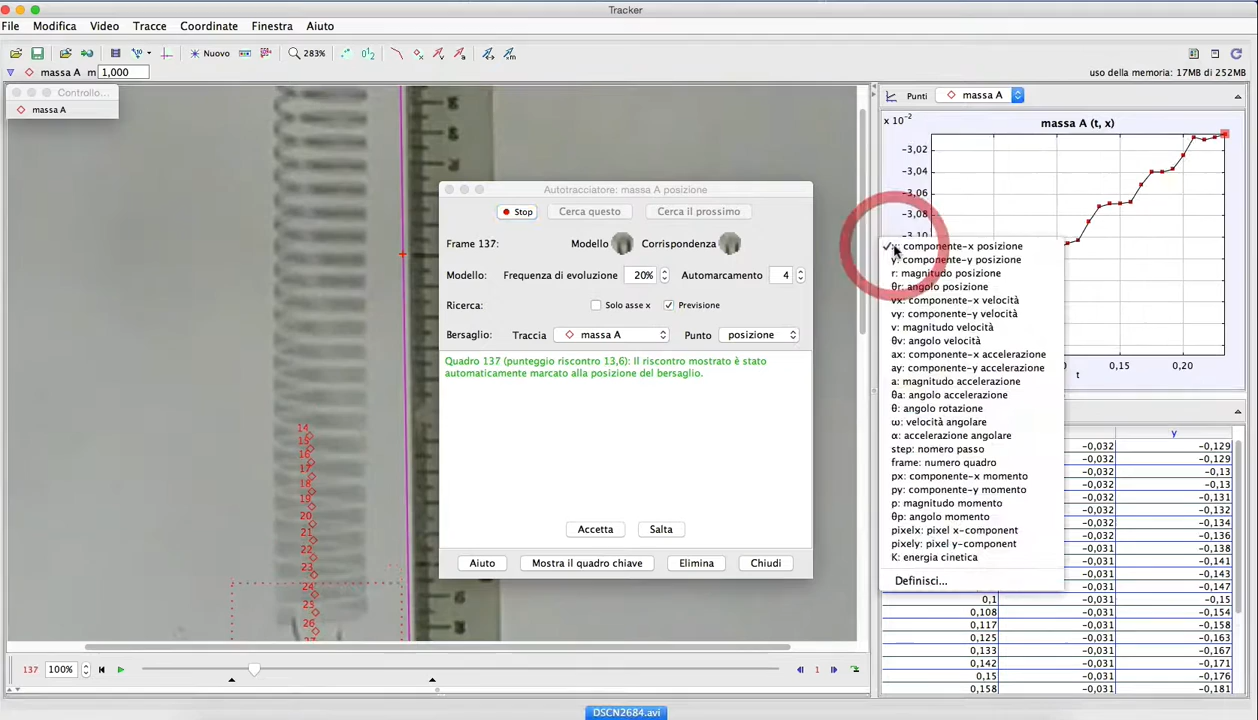 Tracker
File Modifica Video Tracce Coordinate Finestra Aiuto
Nuovo 283%
massa A m 1,000
uso della memoria: 17MB di 252MB
Controllo...
massa A
Punti massa A
x 10⁻²
massa A (t, x)
-3,02
-3,04
-3,06
-3,08
-3,10
0,15 0,20
t
Autotracciatore: massa A posizione
Stop Cerca questo Cerca il prossimo
Frame 137: Modello Corrispondenza
Modello: Frequenza di evoluzione 20% Automarcamento 4
Ricerca: Solo asse x Previsione
Bersaglio: Traccia massa A Punto posizione
Quadro 137 (punteggio riscontro 13,6): Il riscontro mostrato è stato
automaticamente marcato alla posizione del bersaglio.
Accetta Salta
Aiuto Mostra il quadro chiave Elimina Chiudi
x: componente-x posizione
y: componente-y posizione
r: magnitudo posizione
θr: angolo posizione
vx: componente-x velocità
vy: componente-y velocità
v: magnitudo velocità
θv: angolo velocità
ax: componente-x accelerazione
ay: componente-y accelerazione
a: magnitudo accelerazione
θa: angolo accelerazione
θ: angolo rotazione
ω: velocità angolare
α: accelerazione angolare
step: nomero passo
frame: numero quadro
px: componente-x momento
py: componente-y momento
p: magnitudo momento
θp: angolo momento
pixelx: pixel x-component
pixely: pixel y-component
K: energia cinetica
Definisci...
y
-0,032 -0,129
-0,032 -0,129
-0,032 -0,13
-0,032 -0,13
-0,032 -0,131
-0,032 -0,132
-0,032 -0,134
-0,032 -0,136
-0,031 -0,138
-0,031 -0,141
-0,031 -0,143
-0,031 -0,147
0,1 -0,031 -0,15
0,108 -0,031 -0,154
0,117 -0,031 -0,158
0,125 -0,031 -0,163
0,133 -0,031 -0,167
0,142 -0,031 -0,171
0,15 -0,031 -0,176
0,158 -0,031 -0,181
14
15
16
17
18
19
20
21
22
23
24
25
26
137 100% 1
DSCN2684.avi